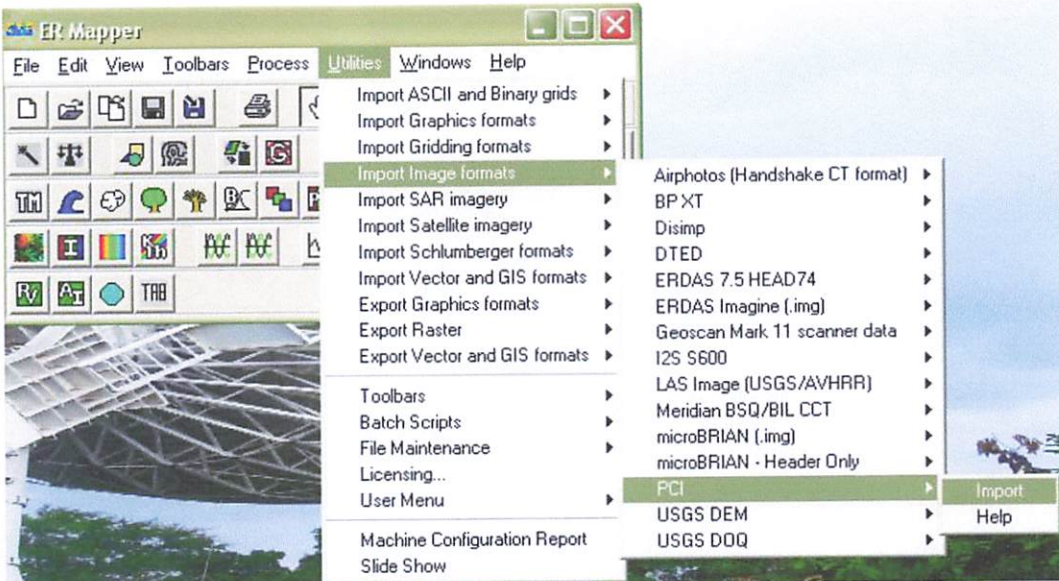 ER Mapper
File Edit View Toolbars Process Utilities Windows Help
Import ASCII and Binary grids
Import Graphics formats
Import Gridding formats
Import Image formats
Import SAR imagery
Import Satellite imagery
Import Schlumberger formats
Import Vector and GIS formats
Export Graphics formats
Export Raster
Export Vector and GIS formats
Toolbars
Batch Scripts
File Maintenance
Licensing...
User Menu
Machine Configuration Report
Slide Show
Airphotos (Handshake CT format)
BP XT
Disimp
DTED
ERDAS 7.5 HEAD74
ERDAS Imagine (.img)
Geoscan Mark 11 scanner data
I2S S600
LAS Image (USGS/AVHRR)
Meridian BSQ/BIL CCT
microBRIAN (.img)
microBRIAN - Header Only
PCI
USGS DEM
USGS DOQ
Import
Help
TM
BC
I
RV AI TAB